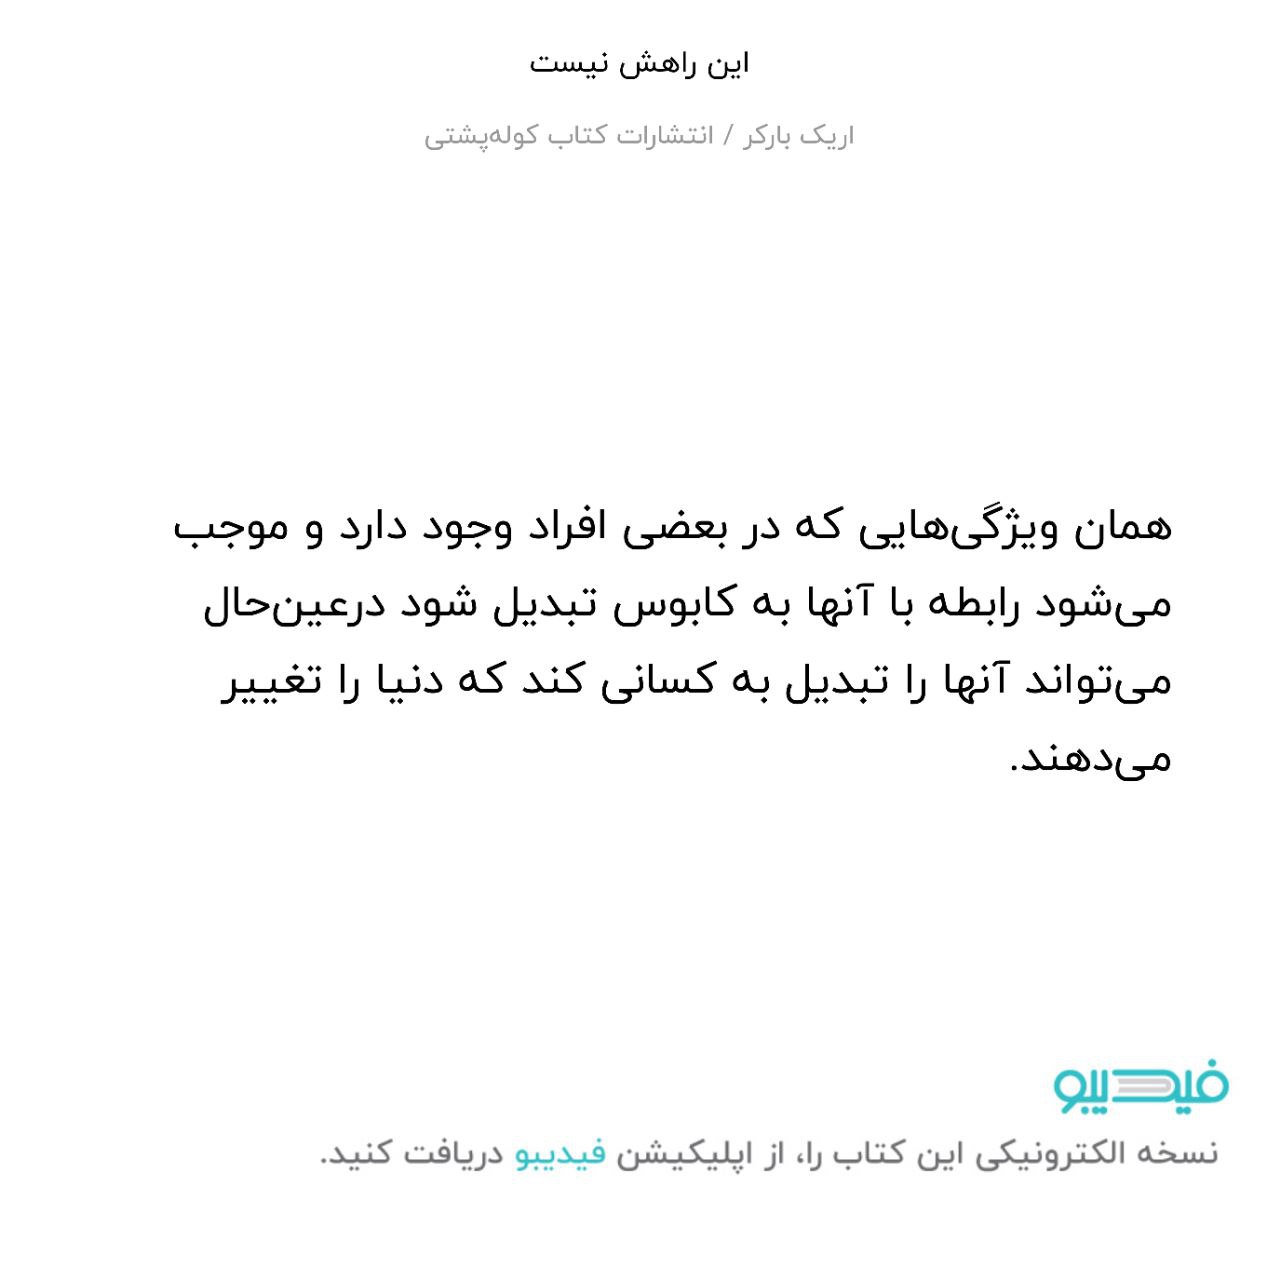 این راهش نیست
اریک بارکر / انتشارات کتاب کوله‌پشتی
همان ویژگی‌هایی که در بعضی افراد وجود دارد و موجب
می‌شود رابطه با آنها به کابوس تبدیل شود درعین‌حال
می‌تواند آنها را تبدیل به کسانی کند که دنیا را تغییر
می‌دهند.
فیدیبو
نسخه الکترونیکی این کتاب را، از اپلیکیشن فیدیبو دریافت کنید.